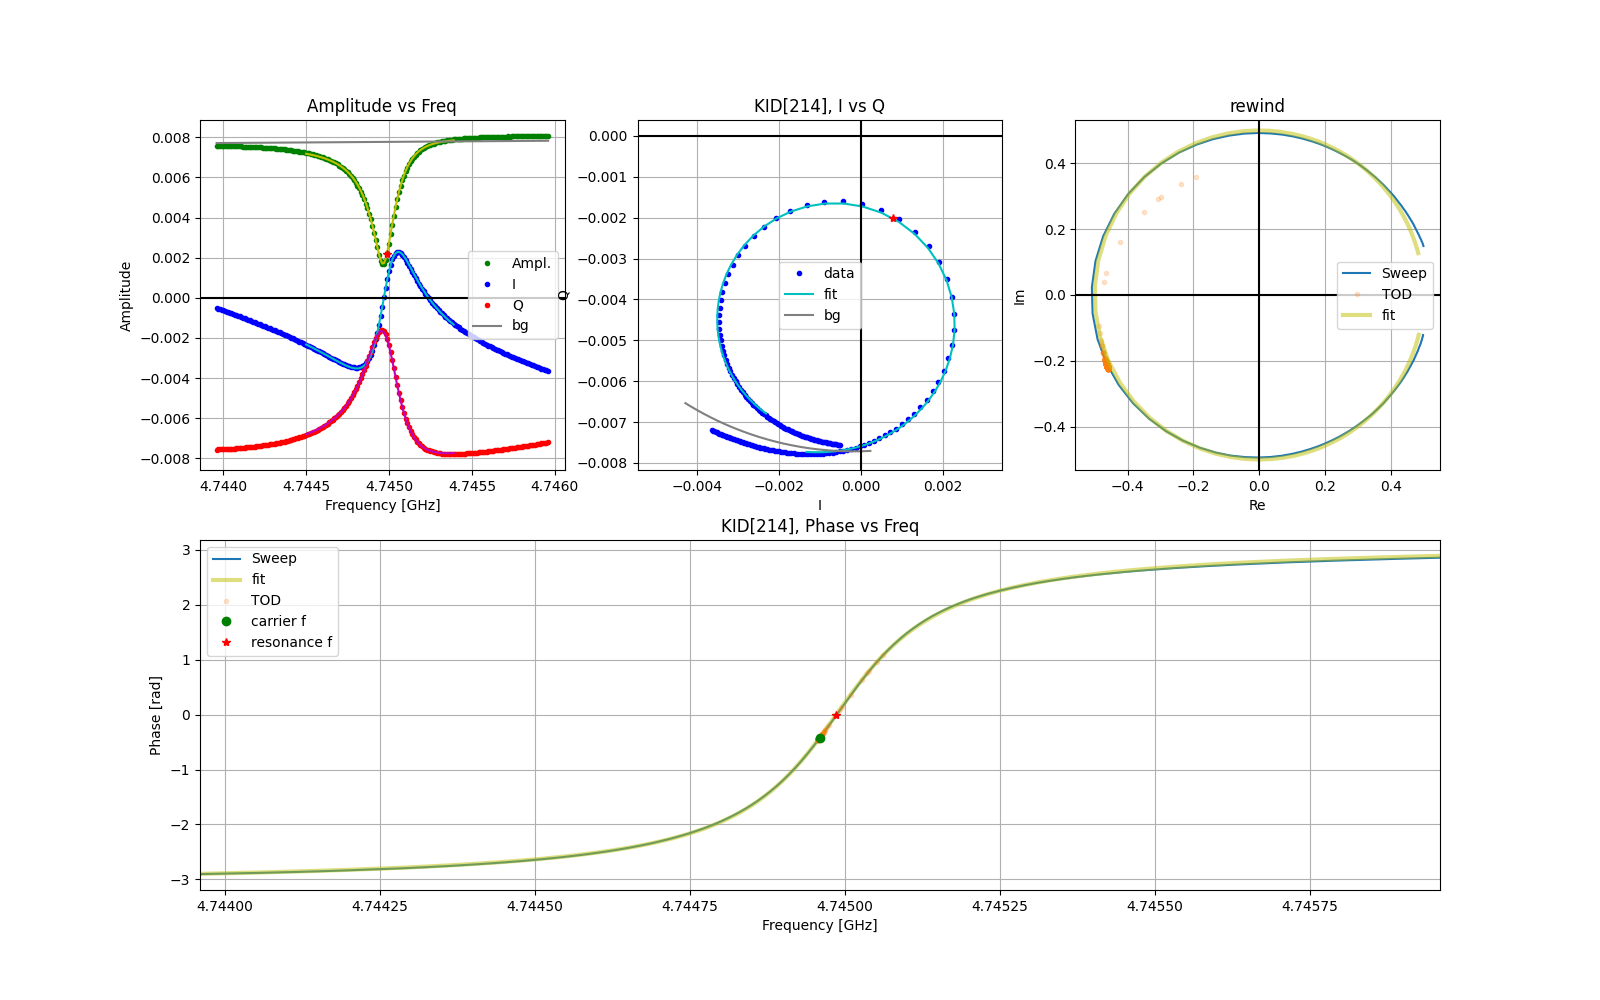 Amplitude vs Freq
0.008
0.006
0.004
0.002
0.000
−0.002
−0.004
−0.006
−0.008
Amplitude
4.7440
4.7445
4.7450
4.7455
4.7460
Frequency [GHz]
Ampl.
I
Q
bg
KID[214], I vs Q
0.000
−0.001
−0.002
−0.003
−0.004
−0.005
−0.006
−0.007
−0.008
Q
−0.004
−0.002
0.000
0.002
I
data
fit
bg
rewind
0.4
0.2
0.0
−0.2
−0.4
Im
−0.4
−0.2
0.0
0.2
0.4
Re
Sweep
TOD
fit
KID[214], Phase vs Freq
3
2
1
0
−1
−2
−3
Phase [rad]
Sweep
fit
TOD
carrier f
resonance f
4.74400
4.74425
4.74450
4.74475
4.74500
4.74525
4.74550
4.74575
Frequency [GHz]